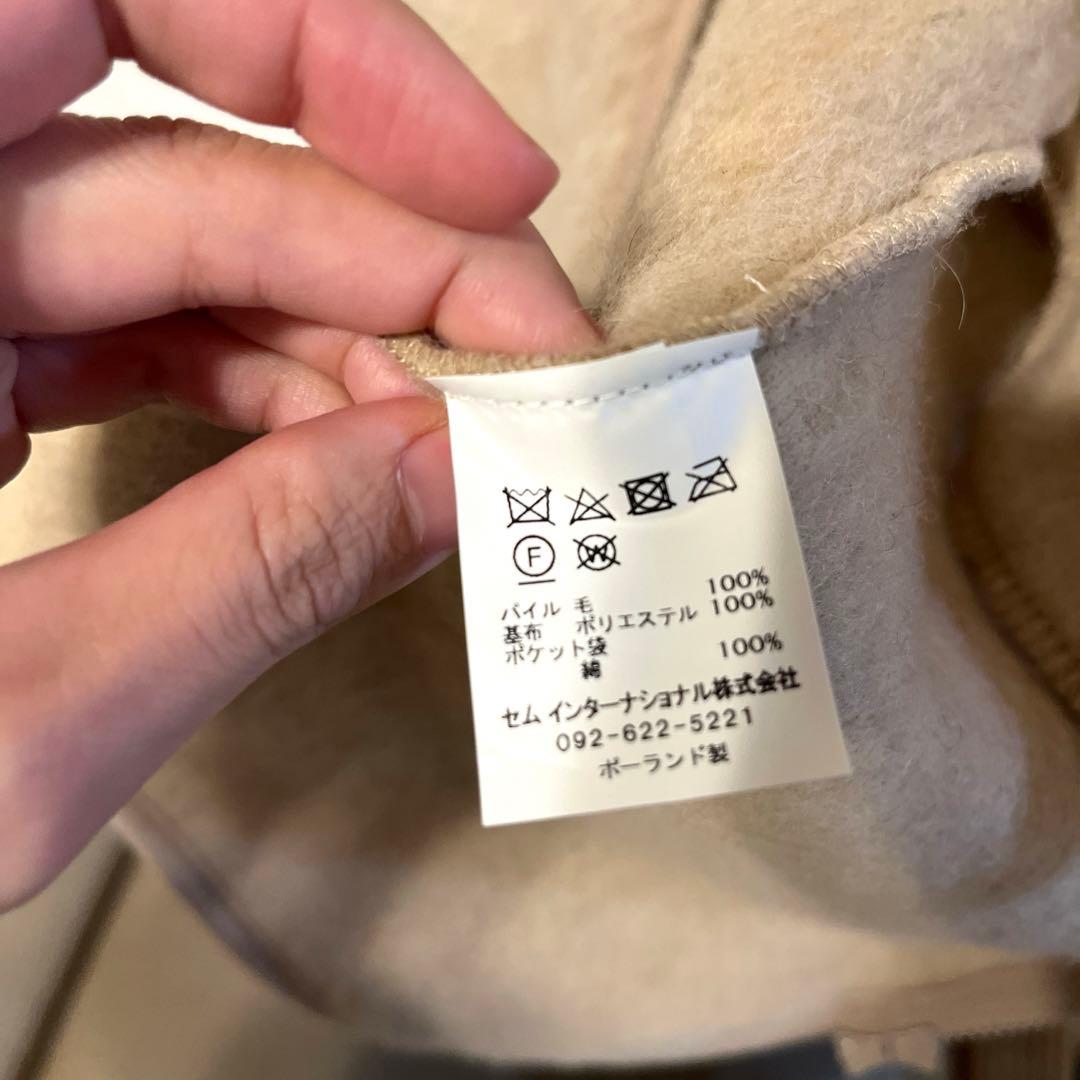 F
W
パイル 毛 100%
基布 ポリエステル 100%
ポケット袋
綿 100%
セム インターナショナル株式会社
092-622-5221
ポーランド製